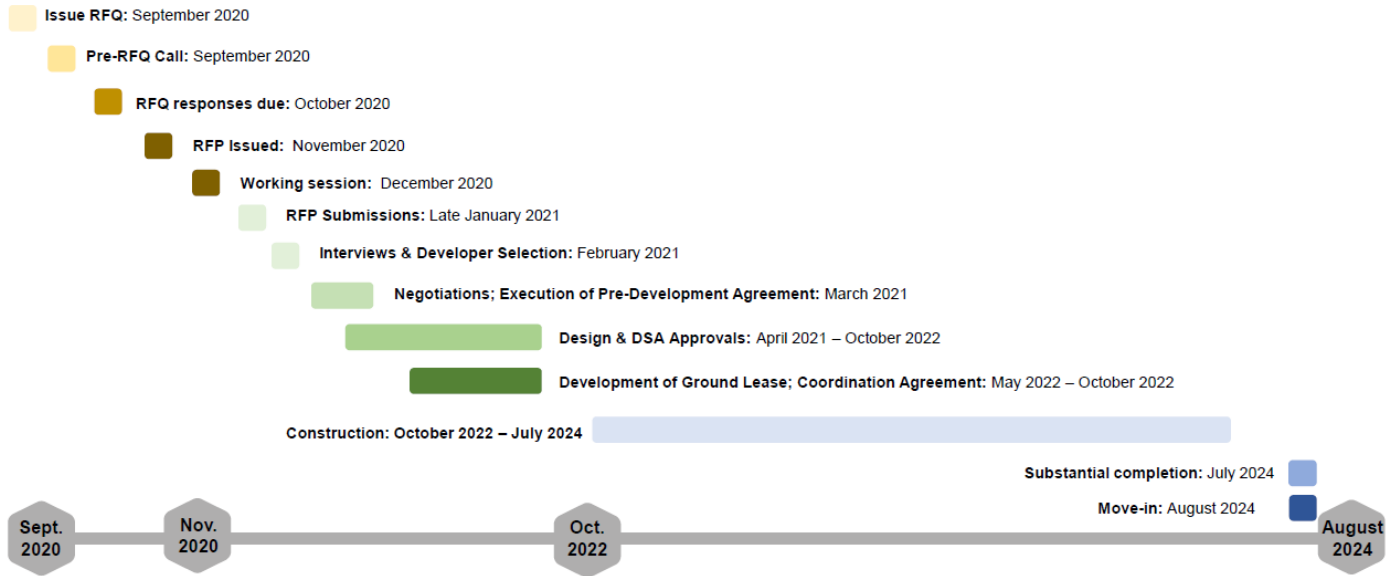 Issue RFQ: September 2020
Pre-RFQ Call: September 2020
RFQ responses due: October 2020
RFP Issued: November 2020
Working session: December 2020
RFP Submissions: Late January 2021
Interviews & Developer Selection: February 2021
Negotiations; Execution of Pre-Development Agreement: March 2021
Design & DSA Approvals: April 2021 – October 2022
Development of Ground Lease; Coordination Agreement: May 2022 – October 2022
Construction: October 2022 – July 2024
Substantial completion: July 2024
Move-in: August 2024
Sept.
2020
Nov.
2020
Oct.
2022
August
2024